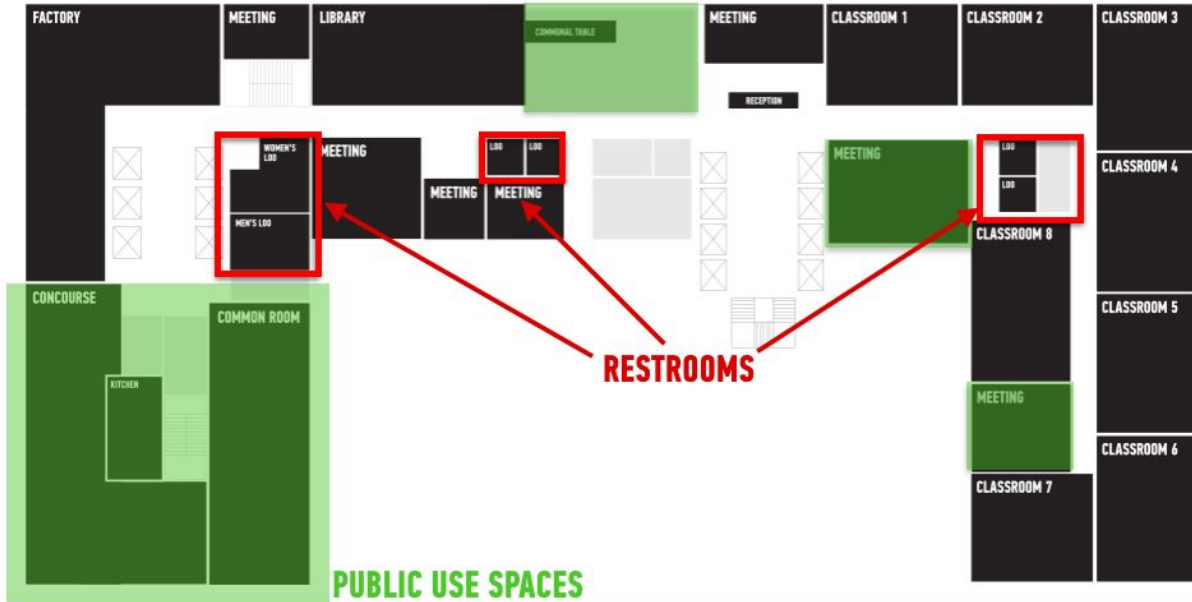 FACTORY
MEETING
LIBRARY
COMMUNAL TABLE
MEETING
CLASSROOM 1
CLASSROOM 2
CLASSROOM 3
RECEPTION
WOMEN'S
LOO
MEETING
LOO
LOO
MEETING
LOO
CLASSROOM 4
MEETING
MEETING
LOO
MEN'S LOO
CLASSROOM 8
CONCOURSE
COMMON ROOM
CLASSROOM 5
RESTROOMS
KITCHEN
MEETING
CLASSROOM 6
CLASSROOM 7
PUBLIC USE SPACES